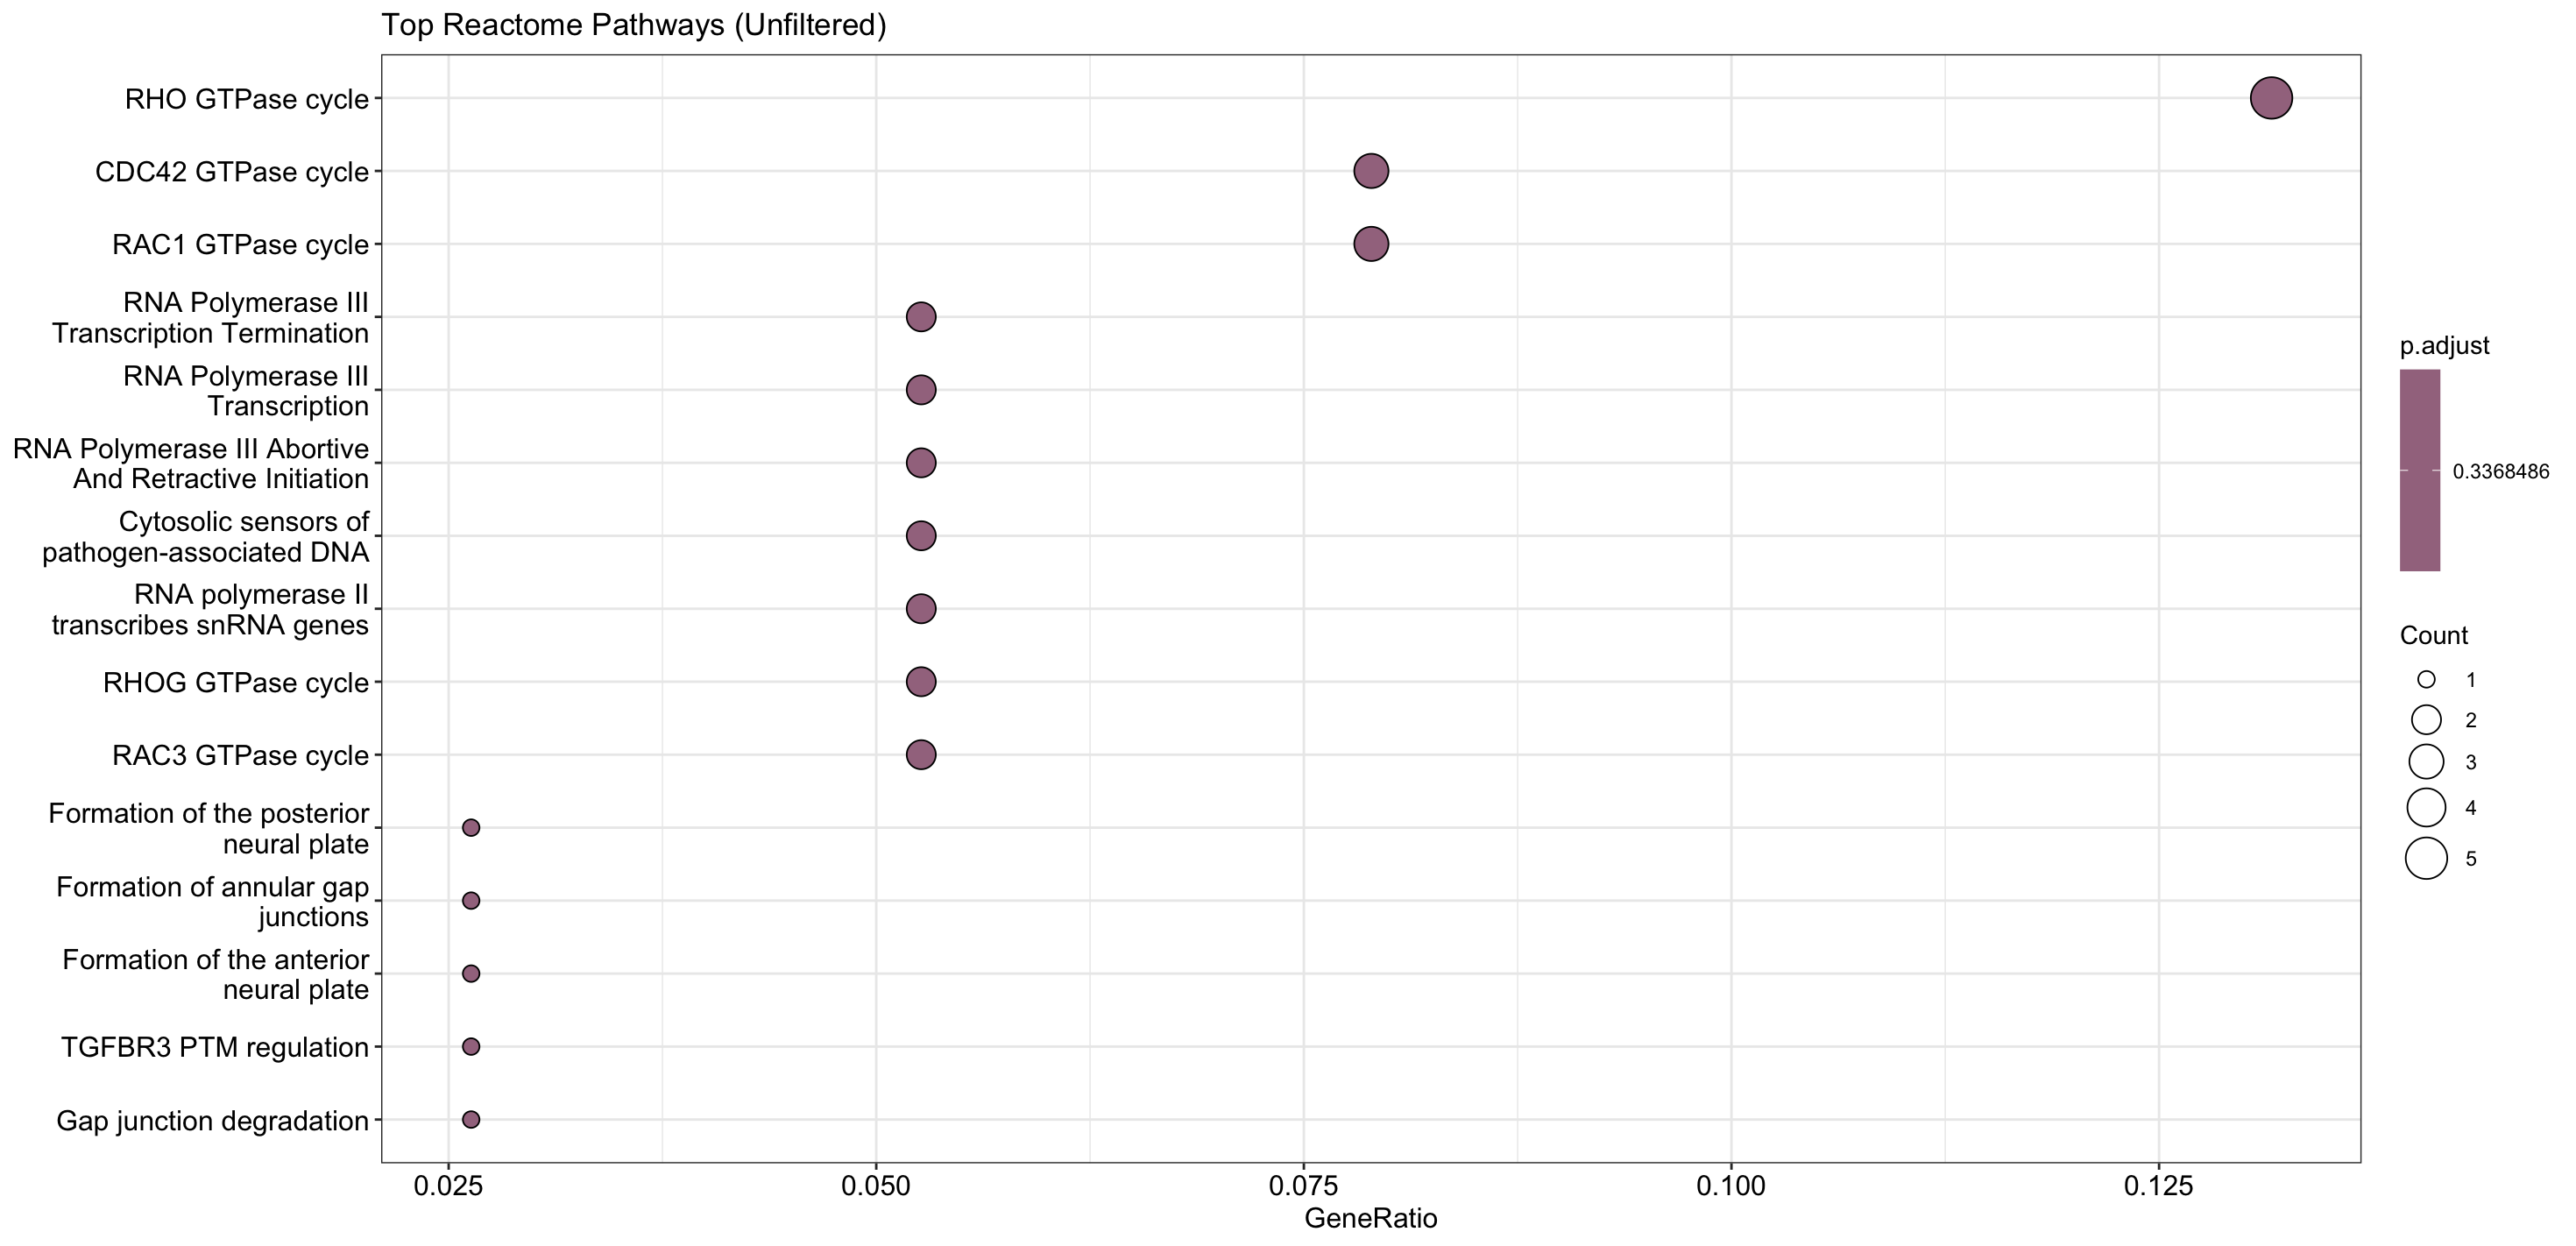 Top Reactome Pathways (Unfiltered)
RHO GTPase cycle
CDC42 GTPase cycle
RAC1 GTPase cycle
RNA Polymerase III
Transcription Termination
RNA Polymerase III
Transcription
RNA Polymerase III Abortive
And Retractive Initiation
Cytosolic sensors of
pathogen-associated DNA
RNA polymerase II
transcribes snRNA genes
RHOG GTPase cycle
RAC3 GTPase cycle
Formation of the posterior
neural plate
Formation of annular gap
junctions
Formation of the anterior
neural plate
TGFBR3 PTM regulation
Gap junction degradation
0.025
0.050
0.075
0.100
0.125
GeneRatio
p.adjust
0.3368486
Count
1
2
3
4
5